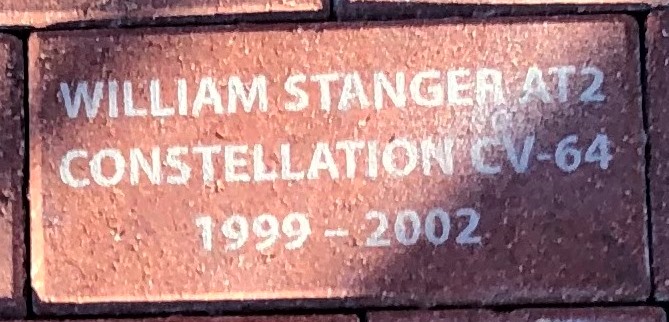 WILLIAM STANGER AT2
CONSTELLATION CV-64
1999 – 2002